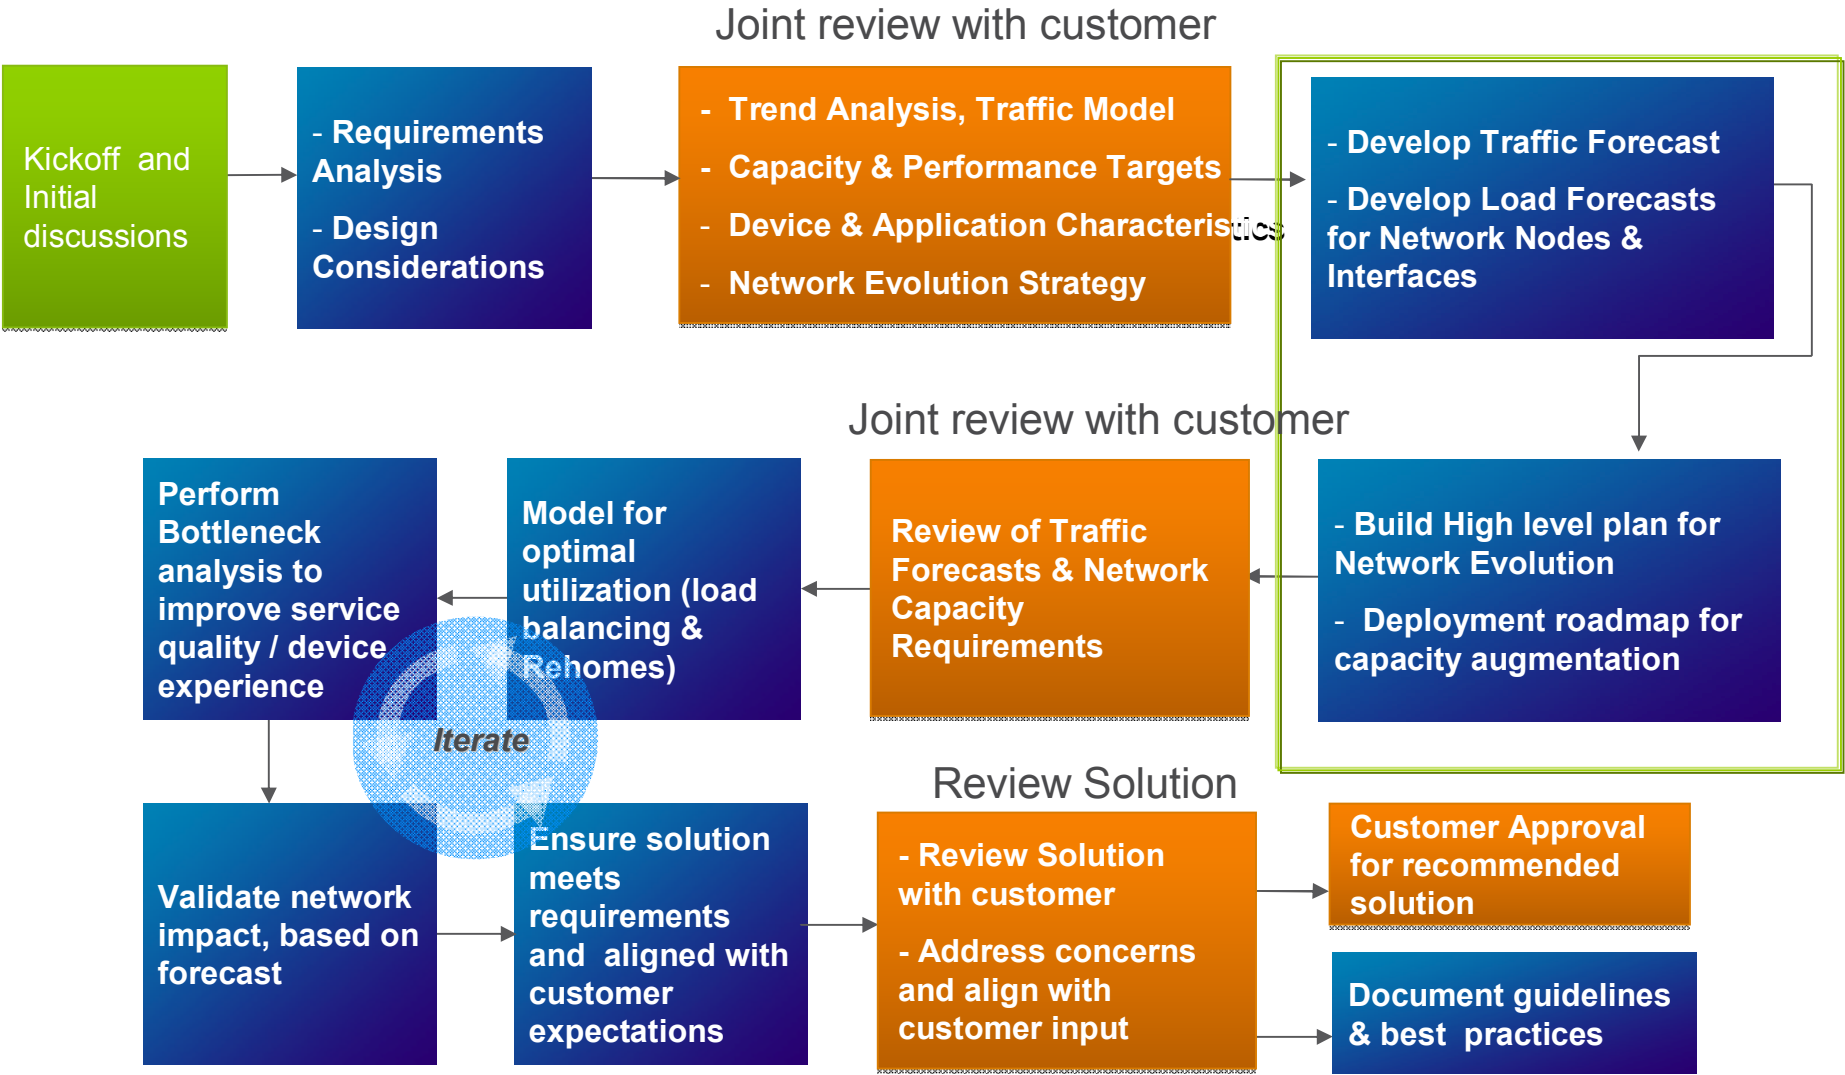 Joint review with customer
Kickoff and
Initial
discussions
- Requirements
Analysis
- Design
Considerations
- Trend Analysis, Traffic Model
- Capacity & Performance Targets
- Device & Application Characteristics
- Network Evolution Strategy
- Develop Traffic Forecast
- Develop Load Forecasts
for Network Nodes &
Interfaces
Joint review with customer
Perform
Bottleneck
analysis to
improve service
quality / device
experience
Model for
optimal
utilization (load
balancing &
Rehomes)
Review of Traffic
Forecasts & Network
Capacity
Requirements
- Build High level plan for
Network Evolution
- Deployment roadmap for
capacity augmentation
Iterate
Review Solution
Validate network
impact, based on
forecast
Ensure solution
meets
requirements
and aligned with
customer
expectations
- Review Solution
with customer
- Address concerns
and align with
customer input
Customer Approval
for recommended
solution
Document guidelines
& best practices